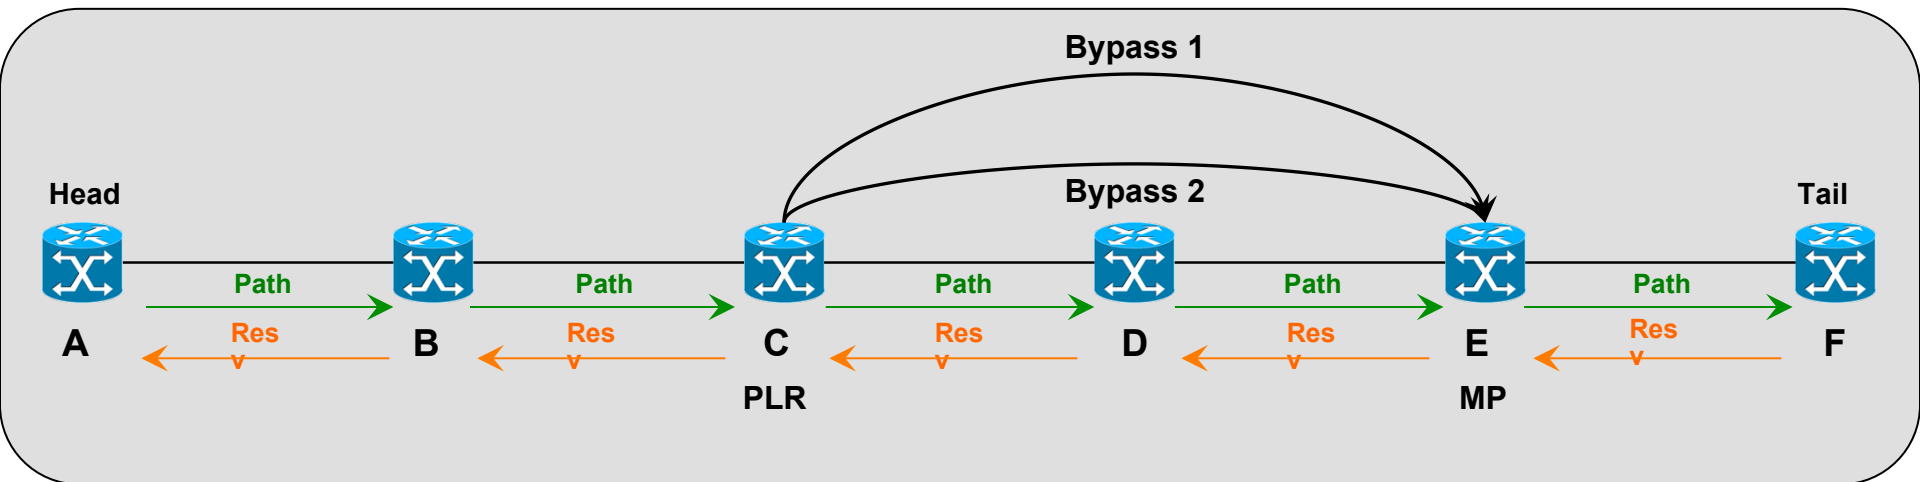 Bypass 1
Bypass 2
Head
Tail
Path
Path
Path
Path
Path
Res
v
Res
v
Res
v
Res
v
Res
v
A
B
C
D
E
F
PLR
MP